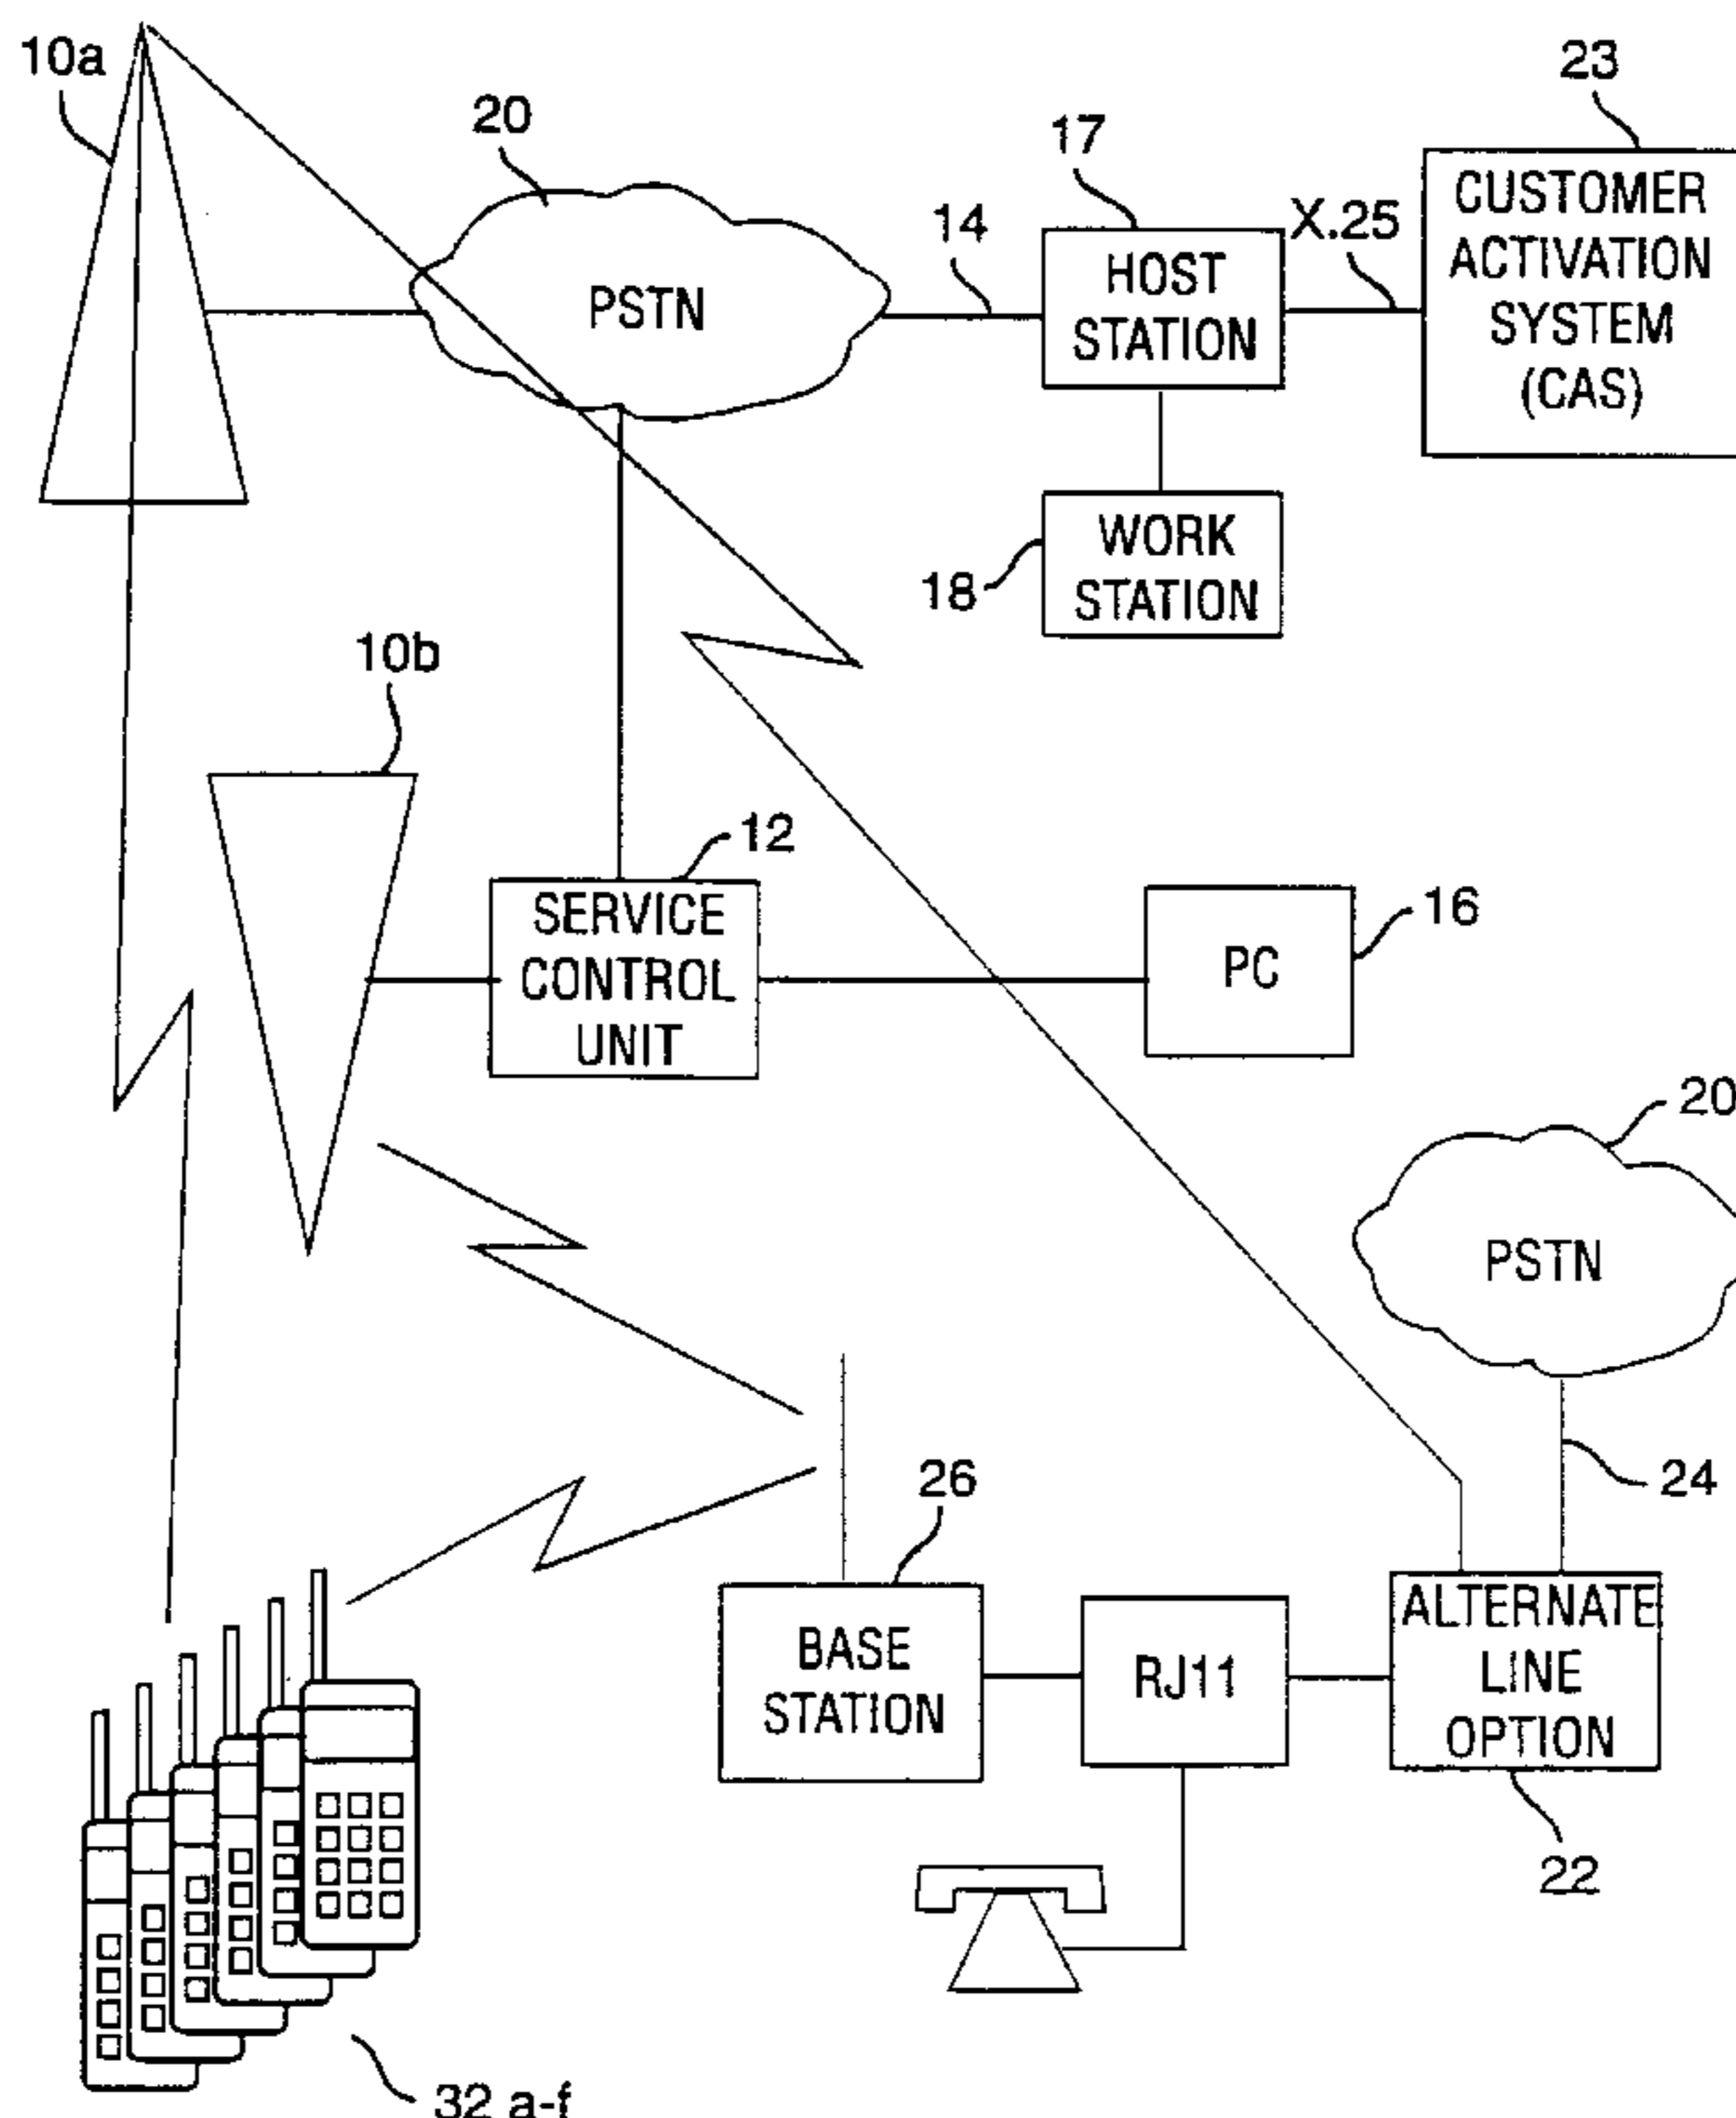 10a
20
17
23
14
X.25
PSTN
HOST
STATION
CUSTOMER
ACTIVATION
SYSTEM
(CAS)
18
WORK
STATION
10b
12
SERVICE
CONTROL
UNIT
PC
16
20
PSTN
24
26
BASE
STATION
RJ11
ALTERNATE
LINE
OPTION
22
32 a-f